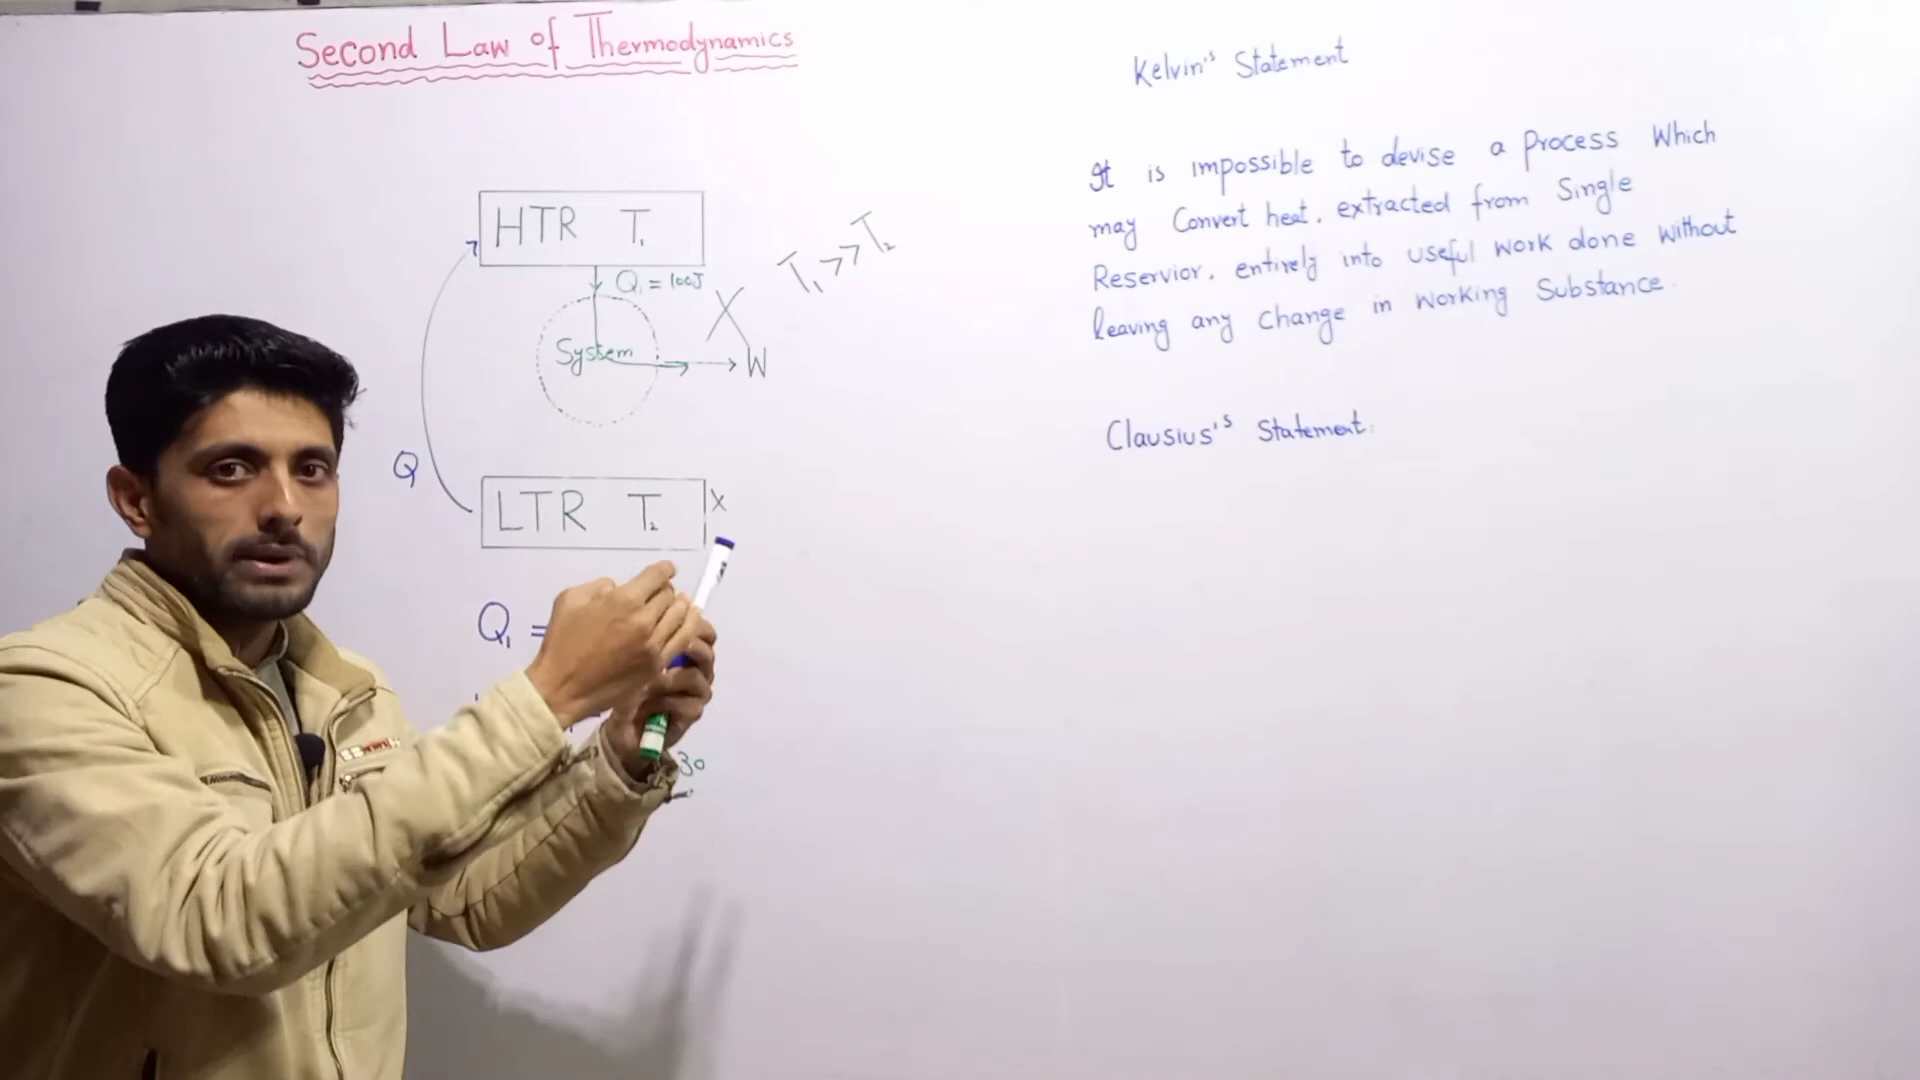 Second Law of Thermodynamics
HTR T₁
Q₁ = 100J
T₁ >> T₂
X
System
W
Q
LTR T₂ X
Q₁ =
30
Kelvin's Statement
It is impossible to devise a Process Which
may Convert heat, extracted from Single
Reservior, entirely into useful work done without
leaving any change in working Substance.
Clausius's Statement.